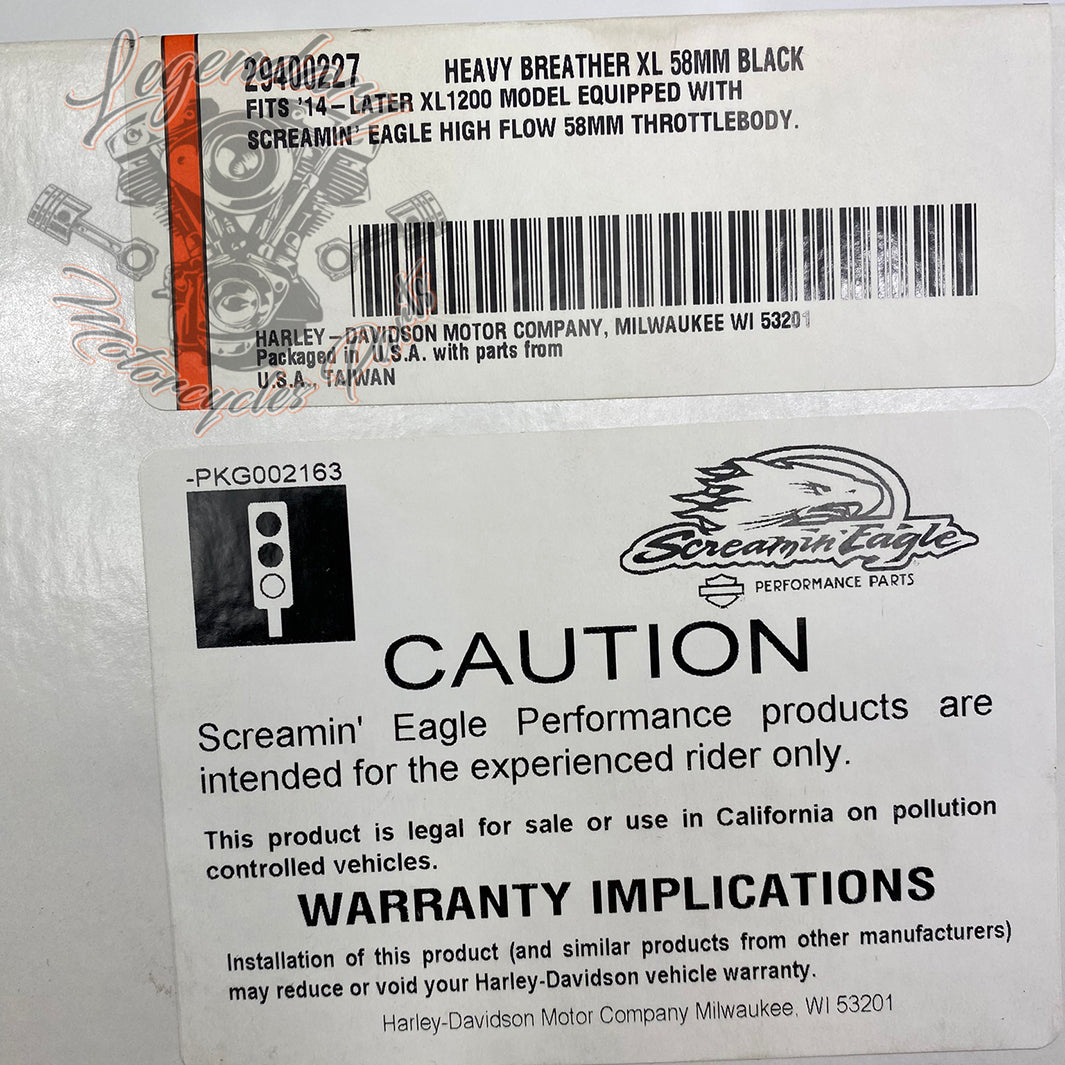 Legendary
Motorcycles Parts
29400227 HEAVY BREATHER XL 58MM BLACK
FITS '14-LATER XL1200 MODEL EQUIPPED WITH
SCREAMIN' EAGLE HIGH FLOW 58MM THROTTLEBODY.
HARLEY-DAVIDSON MOTOR COMPANY, MILWAUKEE WI 53201
Packaged in U.S.A. with parts from
U.S.A., TAIWAN
-PKG002163
Screamin' Eagle
PERFORMANCE PARTS
CAUTION
Screamin' Eagle Performance products are
intended for the experienced rider only.
This product is legal for sale or use in California on pollution
controlled vehicles.
WARRANTY IMPLICATIONS
Installation of this product (and similar products from other manufacturers)
may reduce or void your Harley-Davidson vehicle warranty.
Harley-Davidson Motor Company Milwaukee, WI 53201